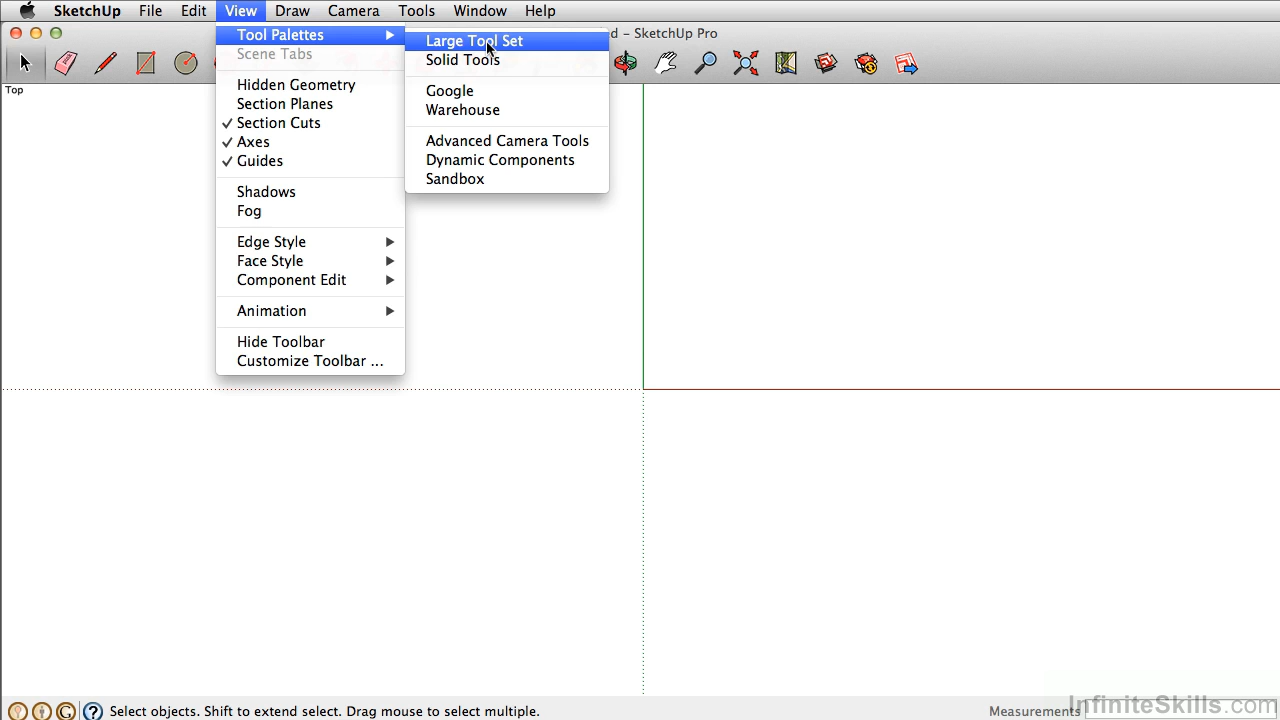 SketchUp File Edit View Draw Camera Tools Window Help
d - SketchUp Pro
Tool Palettes
Scene Tabs
Hidden Geometry
Section Planes
✓ Section Cuts
✓ Axes
✓ Guides
Shadows
Fog
Edge Style
Face Style
Component Edit
Animation
Hide Toolbar
Customize Toolbar ...
Large Tool Set
Solid Tools
Google
Warehouse
Advanced Camera Tools
Dynamic Components
Sandbox
Top
Select objects. Shift to extend select. Drag mouse to select multiple.
Measurements
InfiniteSkills.com